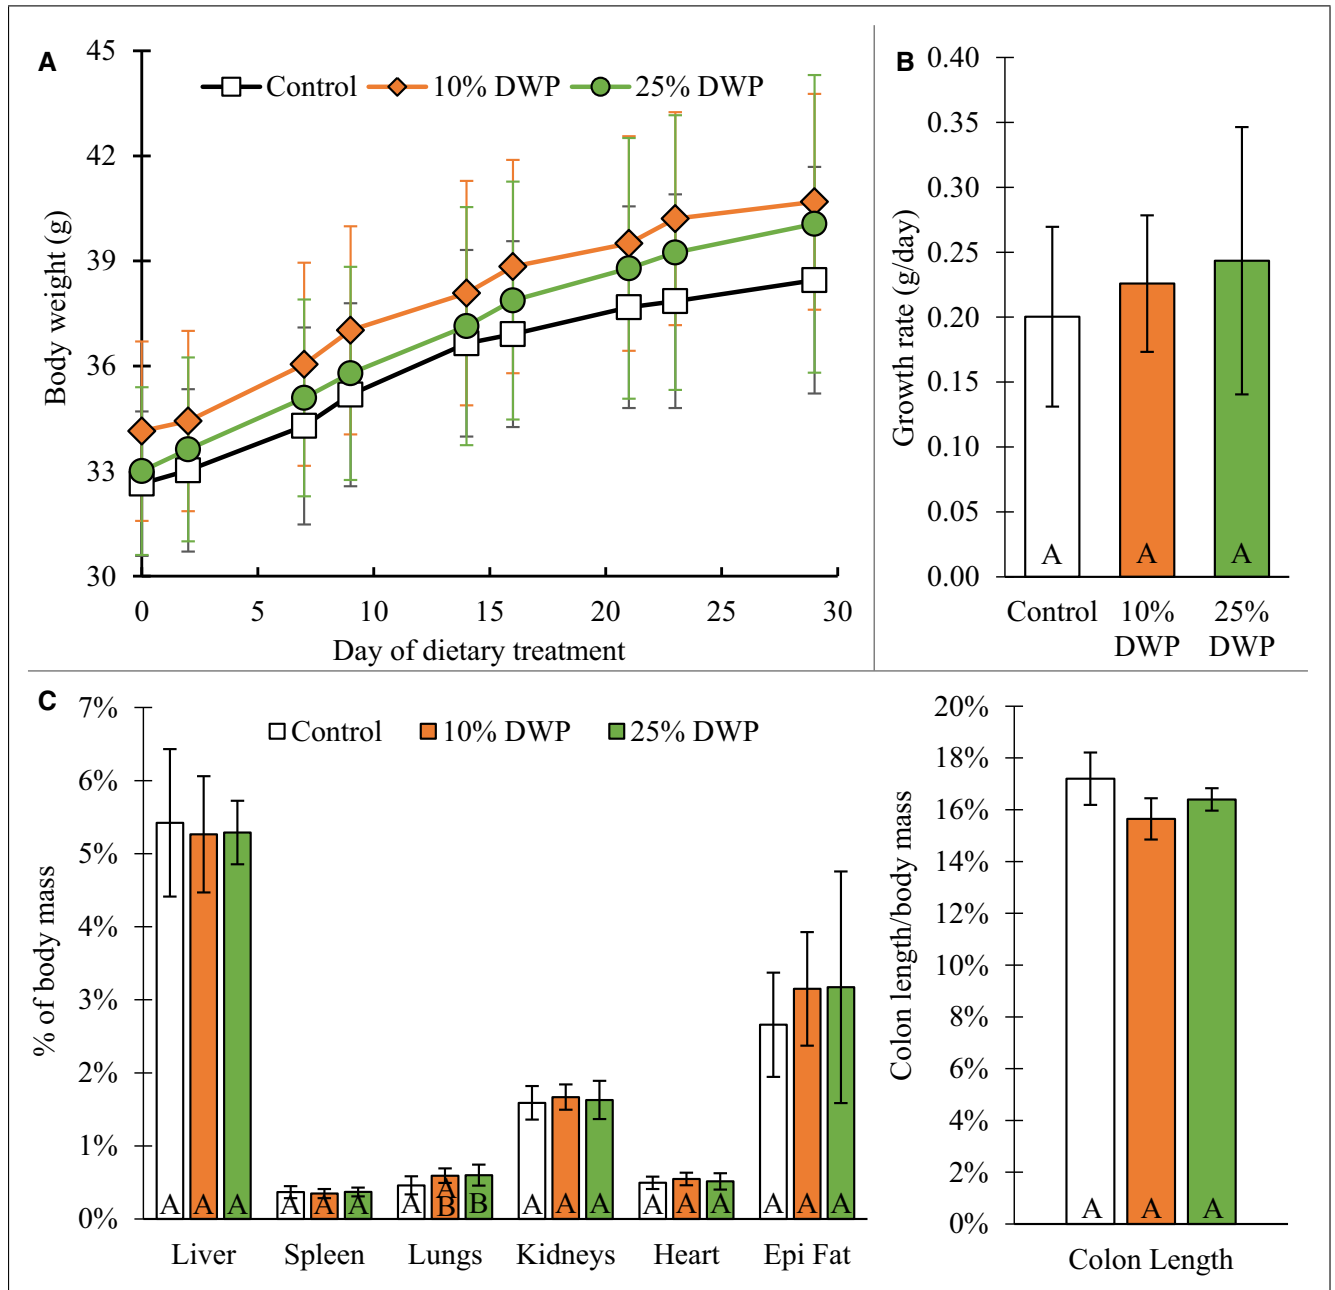 A
45
42
39
36
33
30
Body weight (g)
Control
10% DWP
25% DWP
0
5
10
15
20
25
30
Day of dietary treatment
B
0.40
0.35
0.30
0.25
0.20
0.15
0.10
0.05
0.00
Growth rate (g/day)
A
A
A
Control
10%
DWP
25%
DWP
C
7%
6%
5%
4%
3%
2%
1%
0%
% of body mass
Control
10% DWP
25% DWP
A
A
A
A
A
A
A
A
B
B
A
A
A
A
A
A
A
A
A
Liver
Spleen
Lungs
Kidneys
Heart
Epi Fat
20%
18%
16%
14%
12%
10%
8%
6%
4%
2%
0%
Colon length/body mass
A
A
A
Colon Length